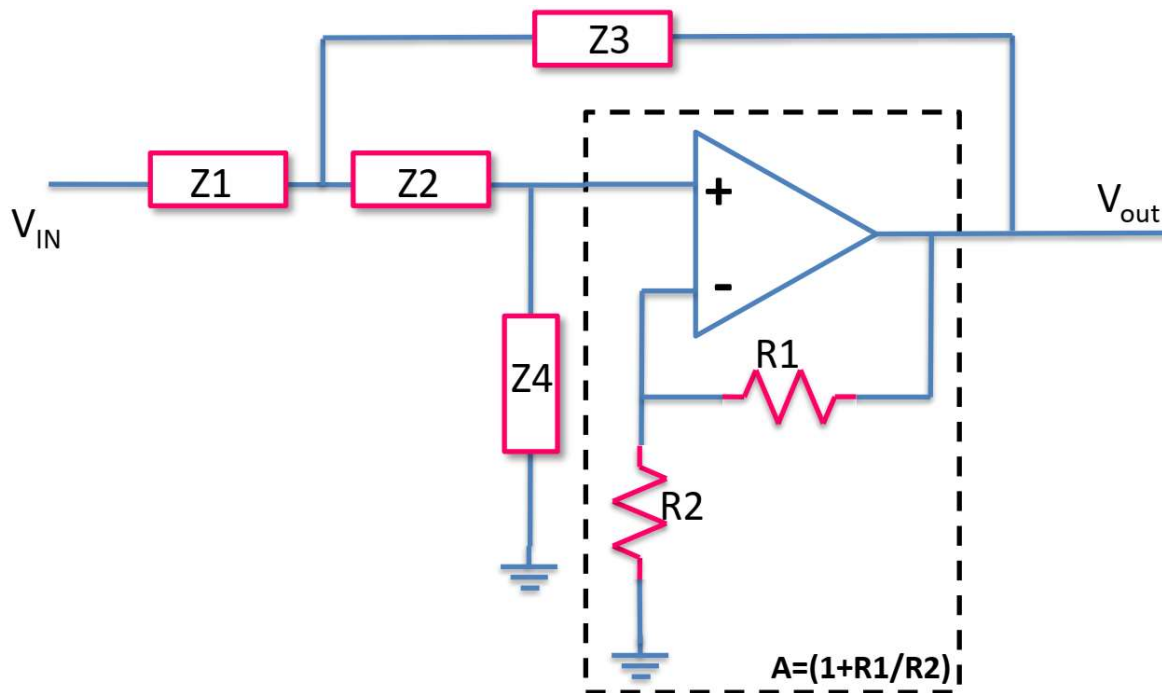 Z3
Z1
Z2
V_IN
+
V_out
-
R1
Z4
R2
A=(1+R1/R2)